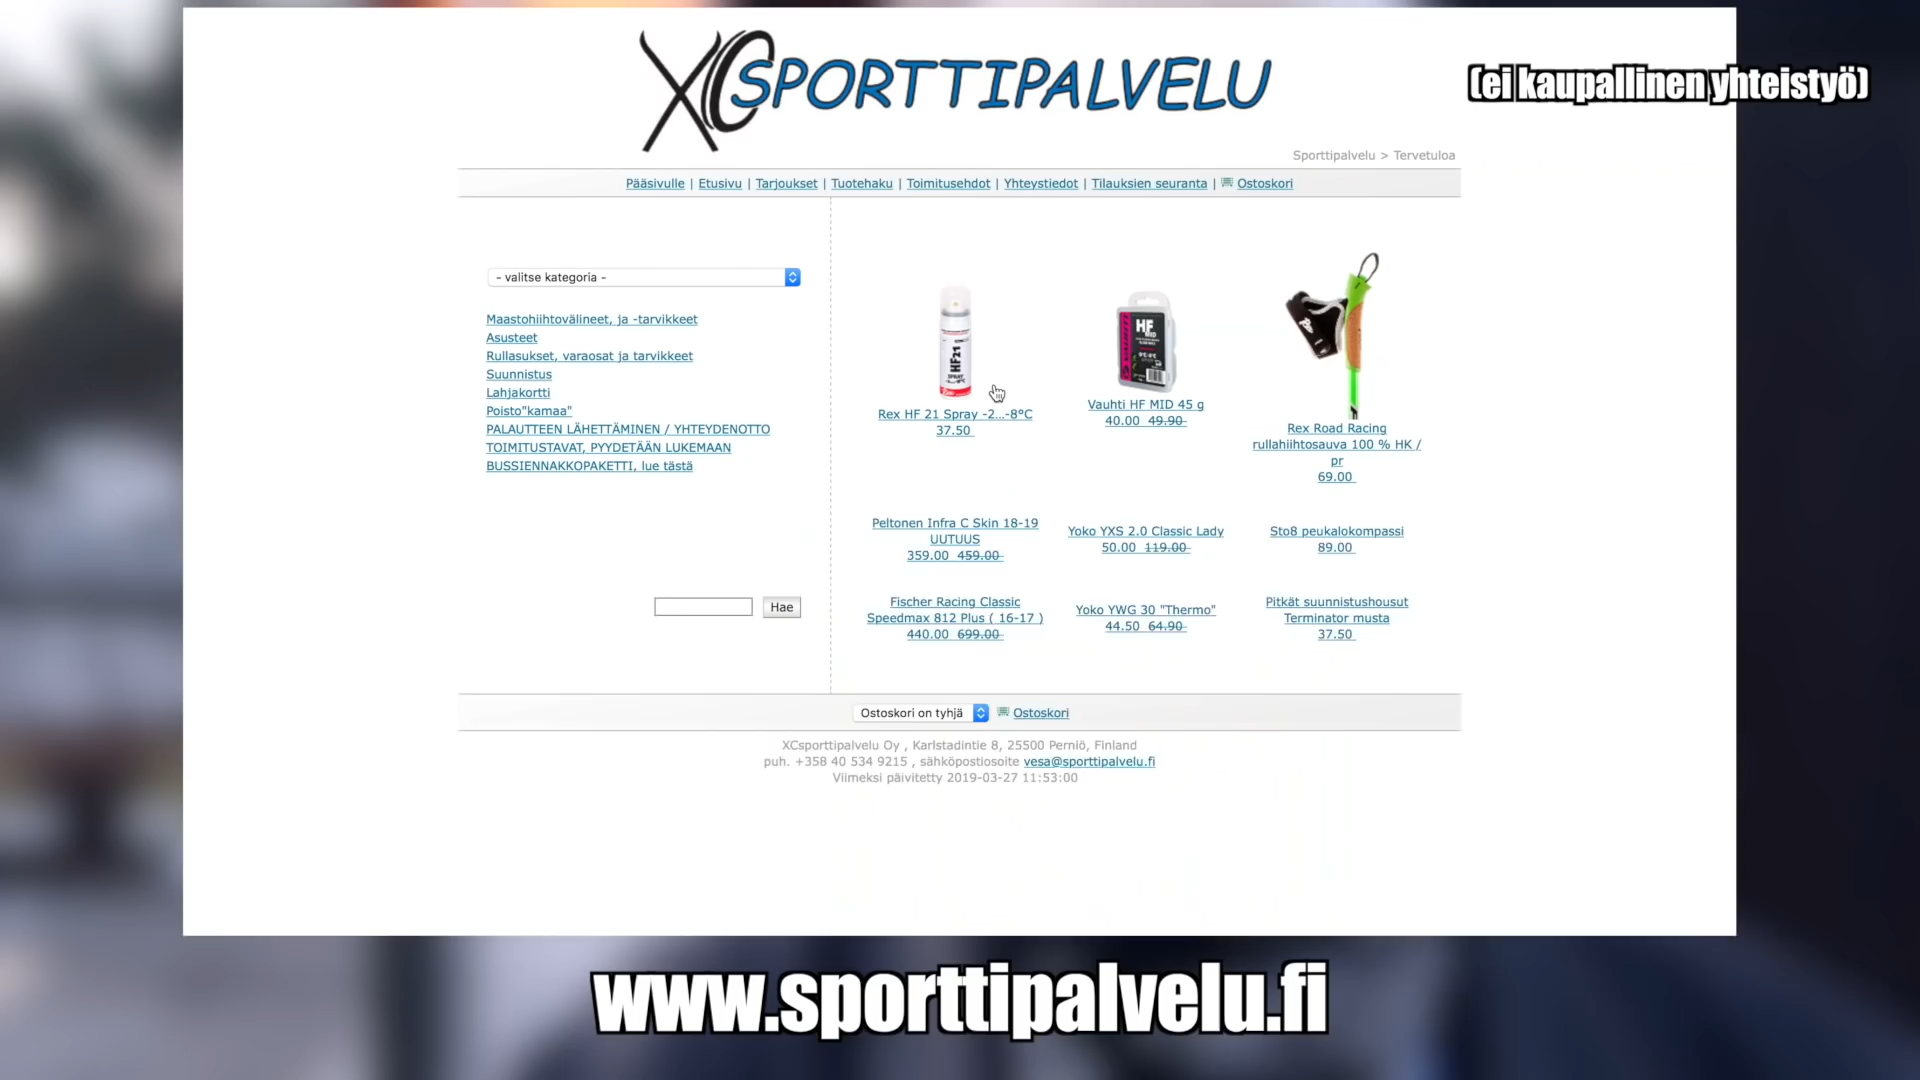 XCSPORTTIPALVELU
(ei kaupallinen yhteistyö)
Sporttipalvelu > Tervetuloa
Pääsivulle | Etusivu | Tarjoukset | Tuotehaku | Toimitusehdot | Yhteystiedot | Tilauksien seuranta | Ostoskori
- valitse kategoria -
Maastohiihtovälineet, ja -tarvikkeet
Asusteet
Rullasukset, varaosat ja tarvikkeet
Suunnistus
Lahjakortti
Poisto"kamaa"
PALAUTTEEN LÄHETTÄMINEN / YHTEYDENOTTO
TOIMITUSTAVAT, PYYDETÄÄN LUKEMAAN
BUSSIENNAKKOPAKETTI, lue tästä
Hae
HF21
SPRAY
Rex HF 21 Spray -2...-8°C
37.50
HF
MID
VAUHTI
Vauhti HF MID 45 g
40.00 49.90
Rex Road Racing
rullahiihtosauva 100 % HK /
pr
69.00
Peltonen Infra C Skin 18-19
UUTUUS
359.00 459.00
Yoko YXS 2.0 Classic Lady
50.00 119.00
Sto8 peukalokompassi
89.00
Fischer Racing Classic
Speedmax 812 Plus ( 16-17 )
440.00 699.00
Yoko YWG 30 "Thermo"
44.50 64.90
Pitkät suunnistushousut
Terminator musta
37.50
Ostoskori on tyhjä Ostoskori
XCsporttipalvelu Oy , Karlstadintie 8, 25500 Perniö, Finland
puh. +358 40 534 9215 , sähköpostiosoite vesa@sporttipalvelu.fi
Viimeksi päivitetty 2019-03-27 11:53:00
www.sporttipalvelu.fi